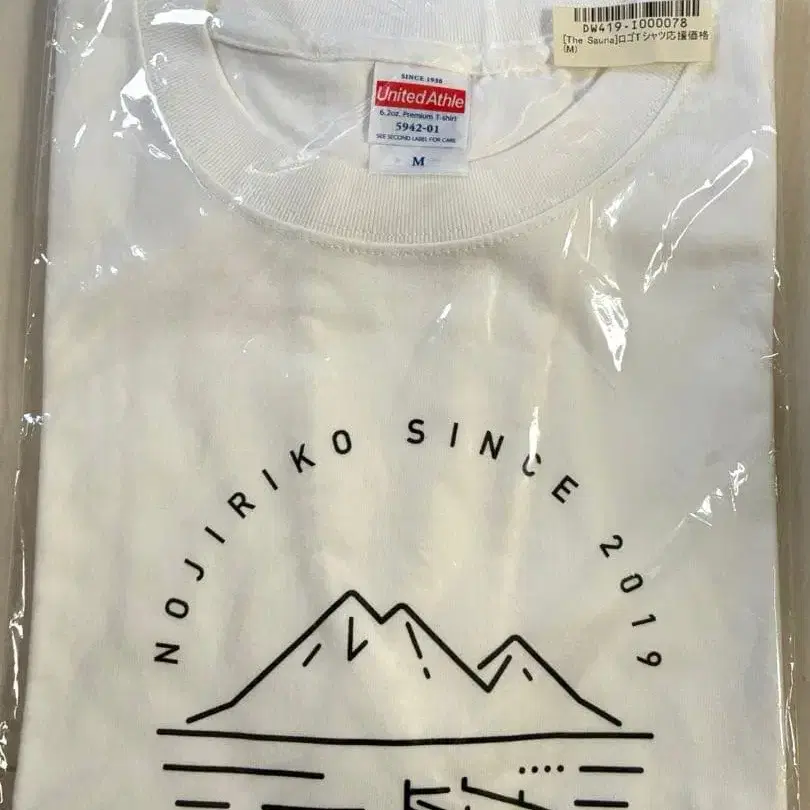 DW419-I000078
[The Sauna]ロゴTシャツ応援価格
(M)
SINCE 1936
United Athle
6.2oz. Premium T-shirt
5942-01
SEE SECOND LABEL FOR CARE
M
NOJIRIKO SINCE 2019